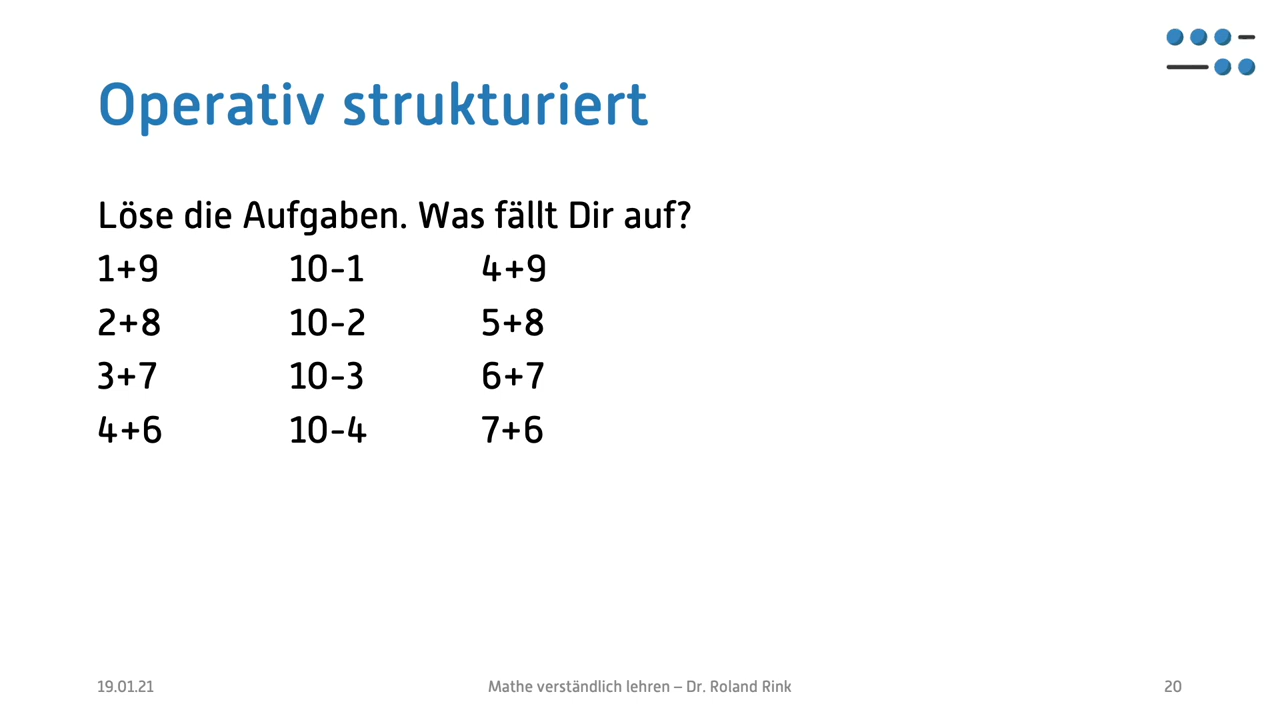 Operativ strukturiert
Löse die Aufgaben. Was fällt Dir auf?
1+9 10-1 4+9
2+8 10-2 5+8
3+7 10-3 6+7
4+6 10-4 7+6
19.01.21 Mathe verständlich lehren – Dr. Roland Rink 20